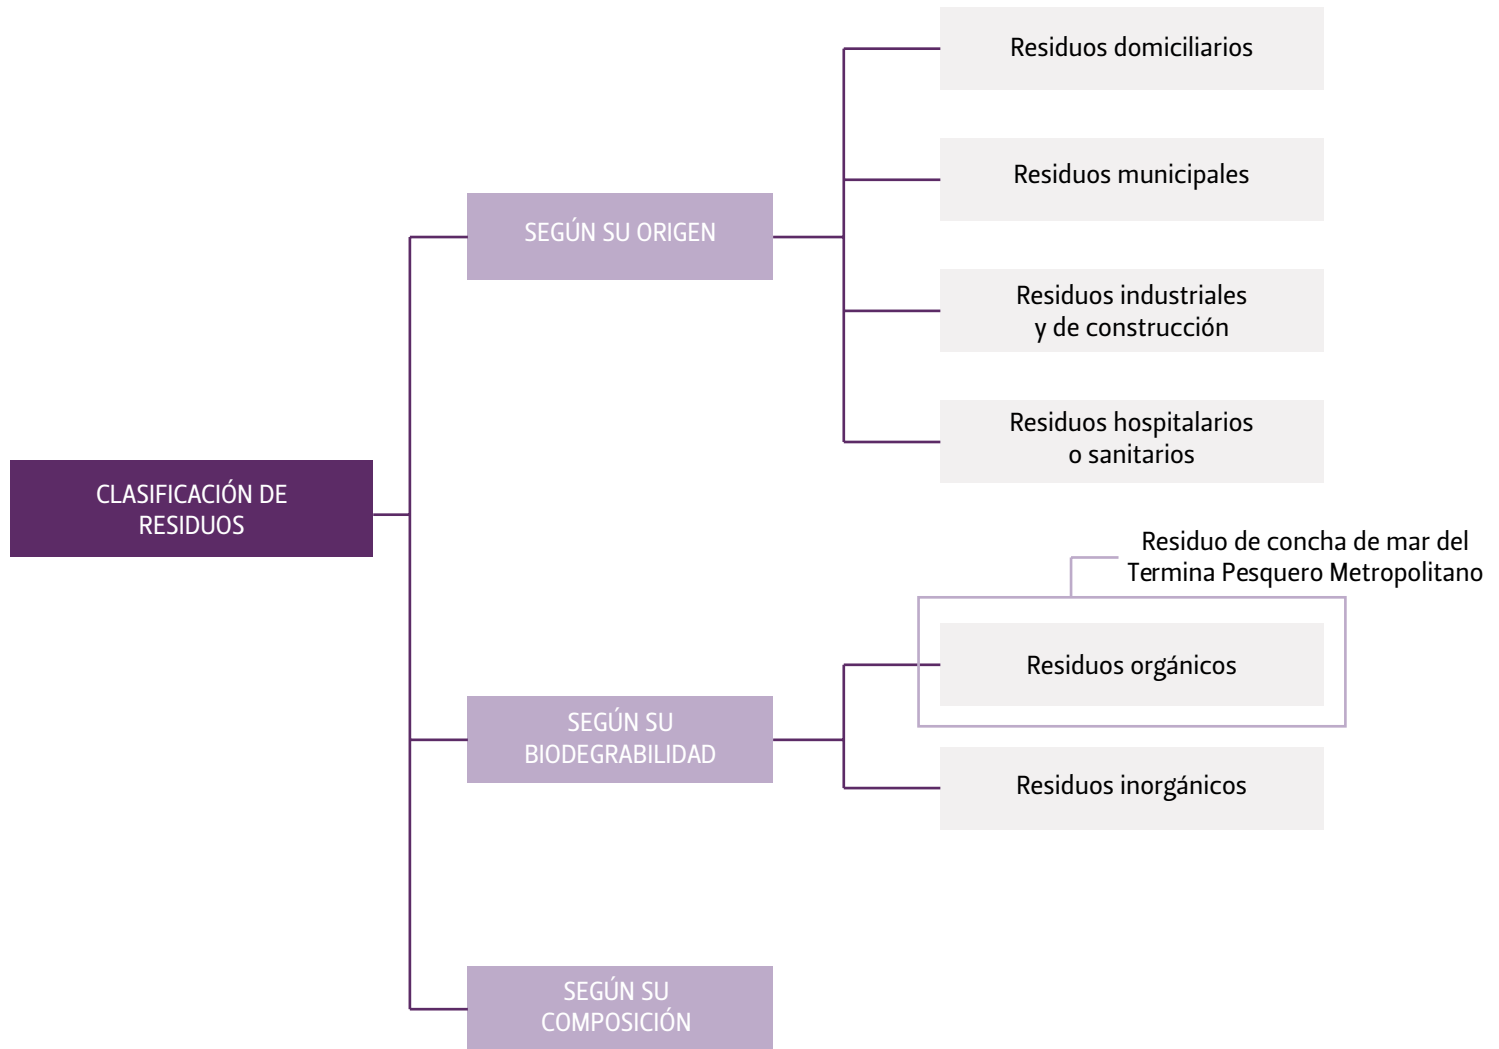 CLASIFICACIÓN DE
RESIDUOS
SEGÚN SU ORIGEN
Residuos domiciliarios
Residuos municipales
Residuos industriales
y de construcción
Residuos hospitalarios
o sanitarios
SEGÚN SU
BIODEGRABILIDAD
Residuo de concha de mar del
Termina Pesquero Metropolitano
Residuos orgánicos
Residuos inorgánicos
SEGÚN SU
COMPOSICIÓN